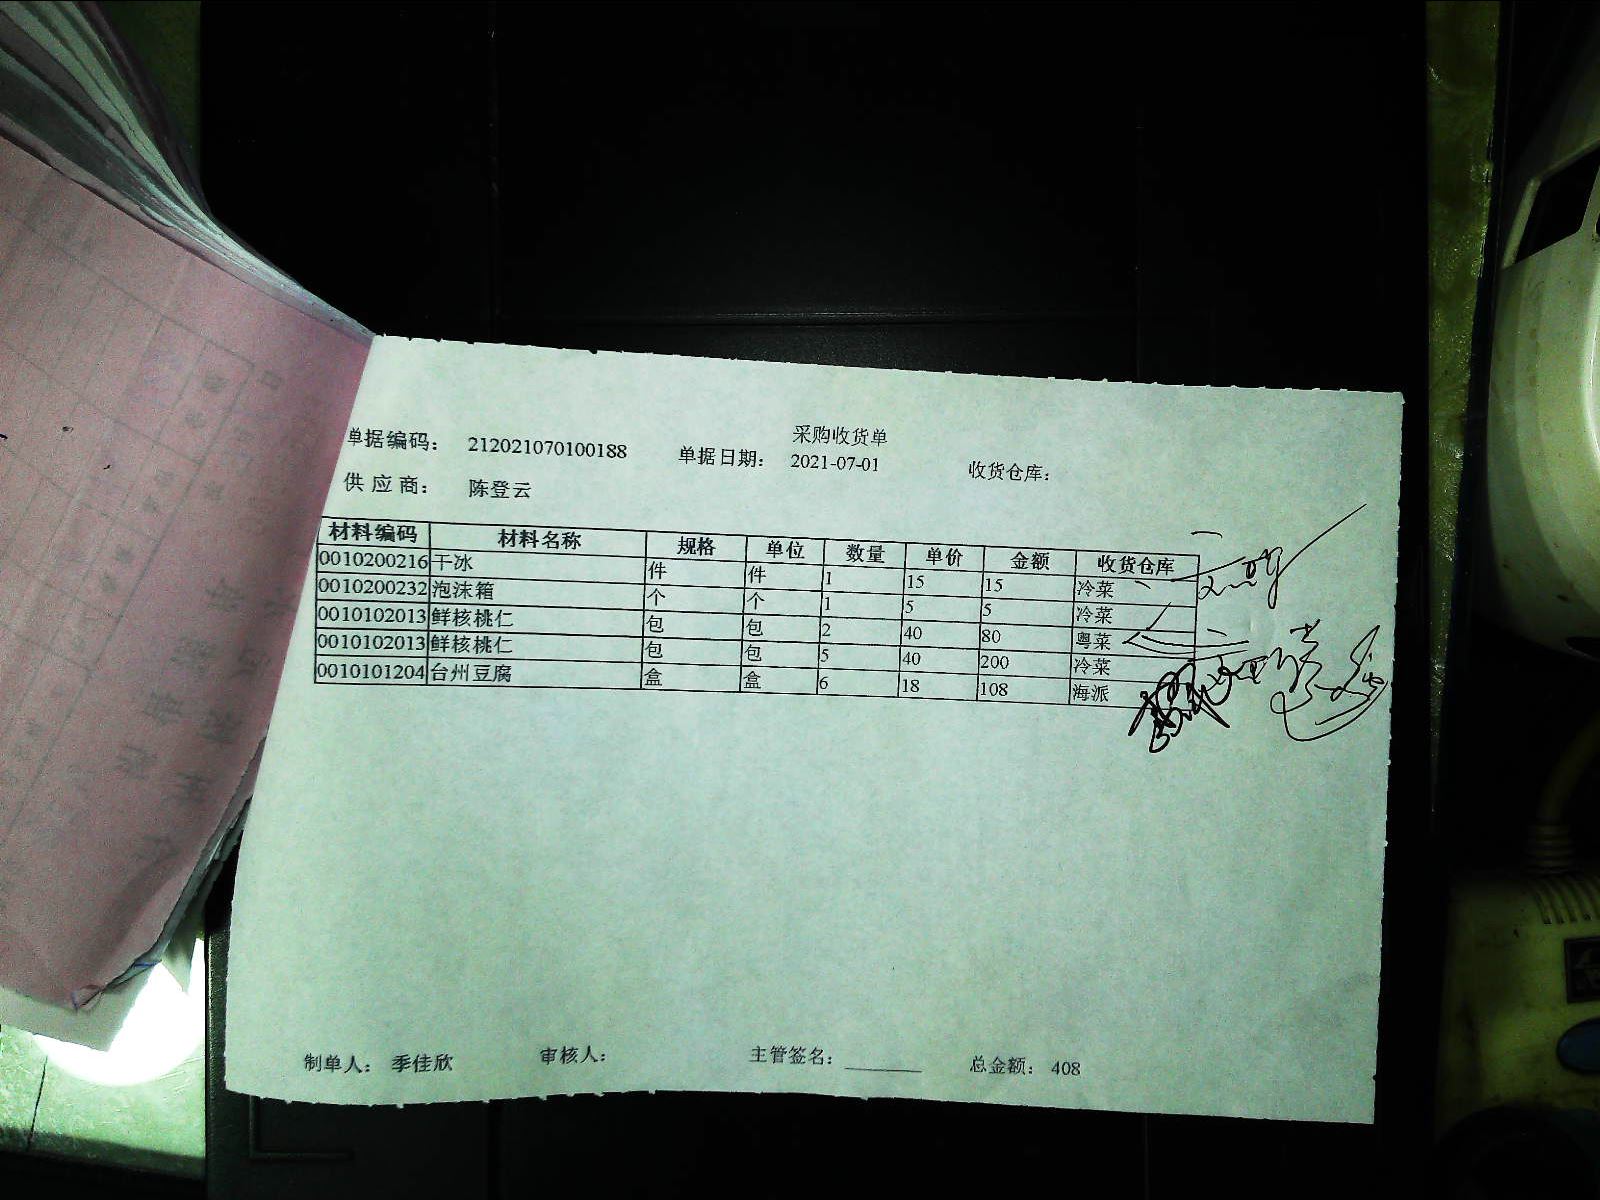 采购收货单
单据编码： 212021070100188 单据日期： 2021-07-01 收货仓库：
供 应 商： 陈登云
材料编码 材料名称 规格 单位 数量 单价 金额 收货仓库
0010200216 干冰 件 件 1 15 15 冷菜
0010200232 泡沫箱 个 个 1 5 5 冷菜
0010102013 鲜核桃仁 包 包 2 40 80 粤菜
0010102013 鲜核桃仁 包 包 5 40 200 冷菜
0010101204 台州豆腐 盒 盒 6 18 108 海派
制单人： 季佳欣 审核人： 主管签名： 总金额： 408